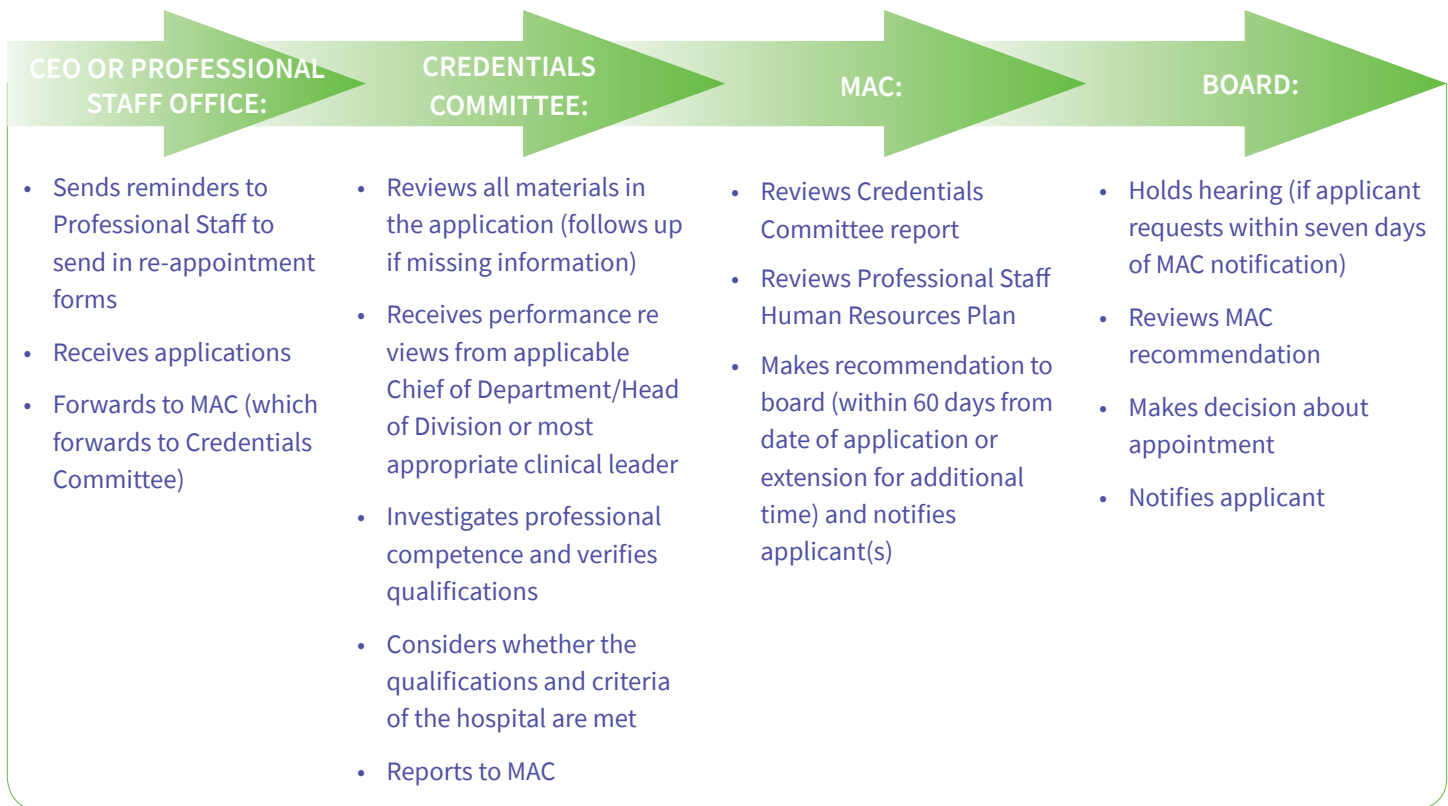 CEO OR PROFESSIONAL
STAFF OFFICE:
• Sends reminders to
Professional Staff to
send in re-appointment
forms
• Receives applications
• Forwards to MAC (which
forwards to Credentials
Committee)
CREDENTIALS
COMMITTEE:
• Reviews all materials in
the application (follows up
if missing information)
• Receives performance re
views from applicable
Chief of Department/Head
of Division or most
appropriate clinical leader
• Investigates professional
competence and verifies
qualifications
• Considers whether the
qualifications and criteria
of the hospital are met
• Reports to MAC
MAC:
• Reviews Credentials
Committee report
• Reviews Professional Staff
Human Resources Plan
• Makes recommendation to
board (within 60 days from
date of application or
extension for additional
time) and notifies
applicant(s)
BOARD:
• Holds hearing (if applicant
requests within seven days
of MAC notification)
• Reviews MAC
recommendation
• Makes decision about
appointment
• Notifies applicant